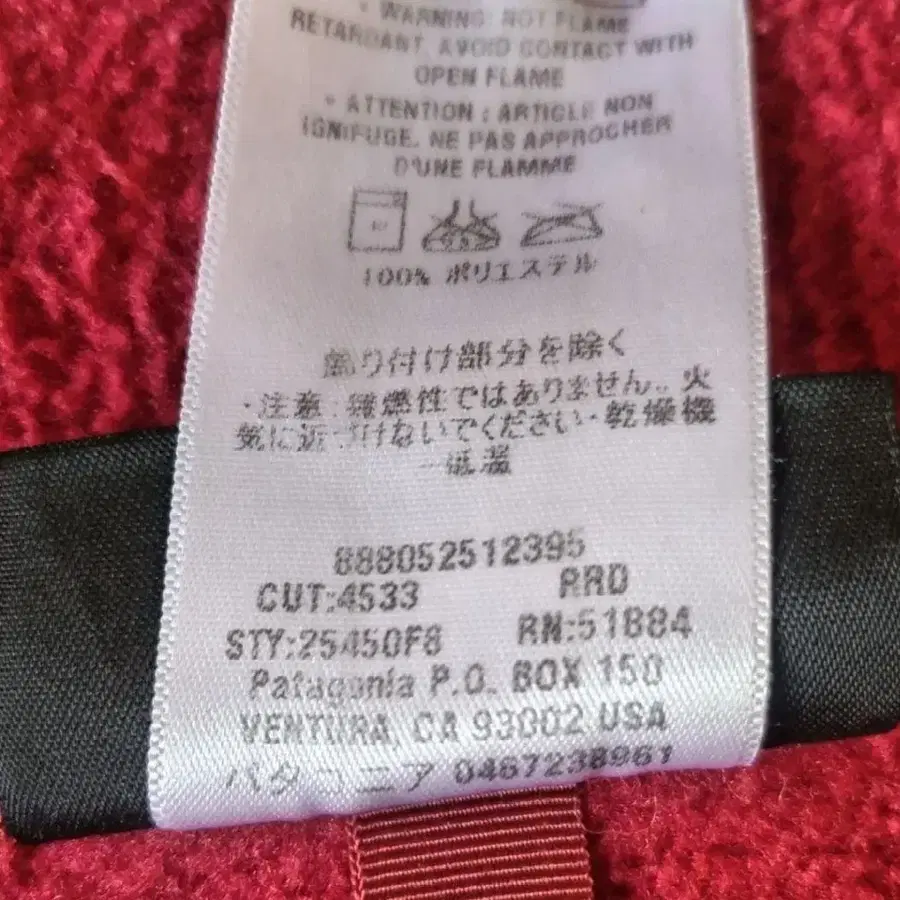 * WARNING: NOT FLAME
RETARDANT, AVOID CONTACT WITH
OPEN FLAME
* ATTENTION : ARTICLE NON
IGNIFUGE. NE PAS APPROCHER
D'UNE FLAMME
100% ポリエステル
飾り付け部分を除く
・注意:難燃性ではありません.. 火
気に近づけないでください・乾燥機
ー低温
888052512395
CUT:4533 RRD
STY:25450F8 RN:51884
Patagonia P.O. BOX 150
VENTURA, CA 93002 USA
パタゴニア 0467238961